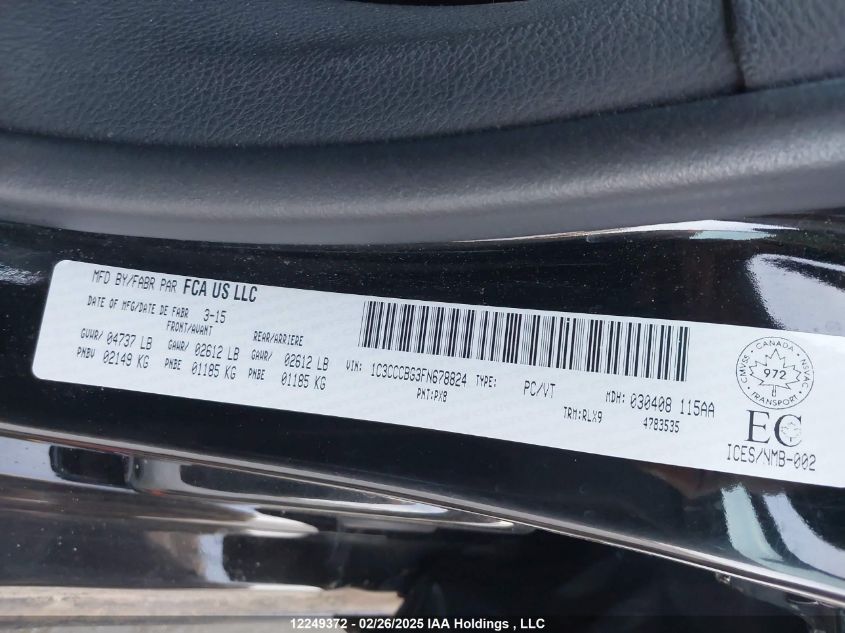 MFD BY/FABR PAR FCA US LLC
DATE OF MFG/DATE DE FABR 3-15
FRONT/AVANT REAR/ARRIERE
GVWR/ 04737 LB GAWR/ 02612 LB GAWR/ 02612 LB
PNBV 02149 KG PNBE 01185 KG PNBE 01185 KG
VIN: 1C3CCCBG3FN678824 TYPE: PC/VT MDH: 030408 115AA
PNT:PX8 TRM:RLX9 4783535
CANADA
CMVSS NSVAC
972
8
TRANSPORT
EC
ICES/NMB-002
12249372 - 02/26/2025 IAA Holdings , LLC